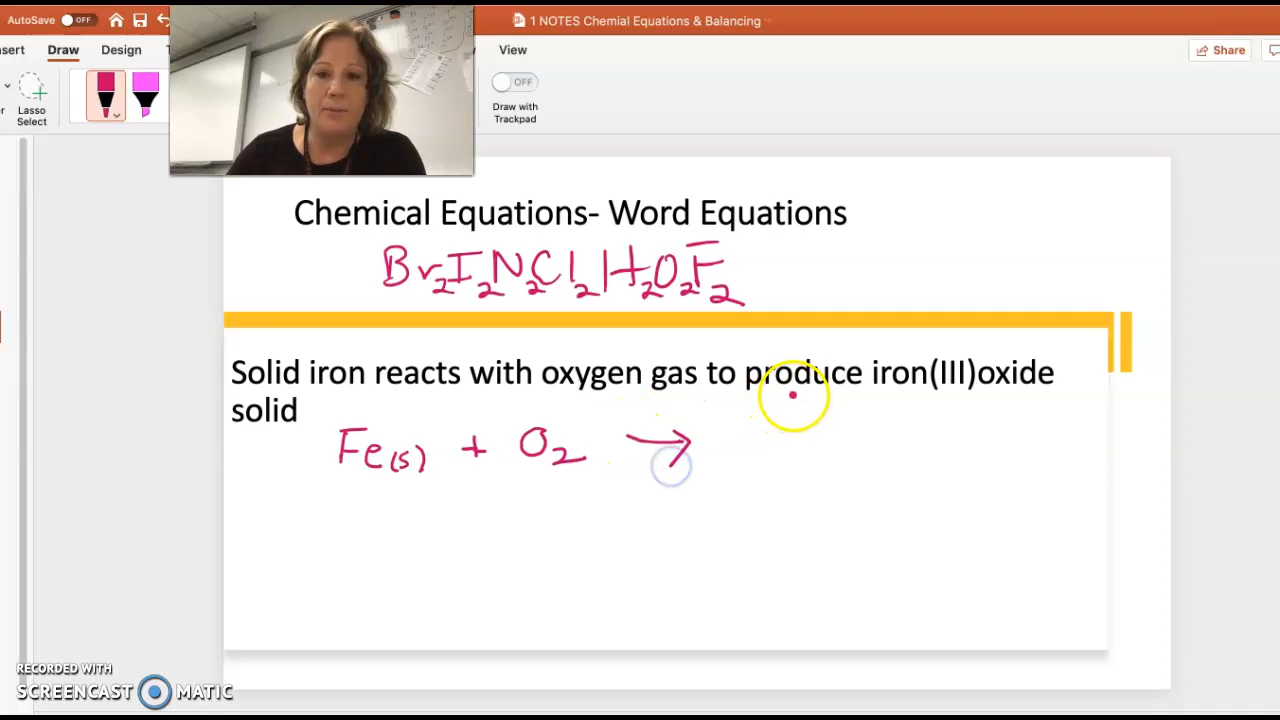 AutoSave OFF 1 NOTES Chemial Equations & Balancing
nsert Draw Design View Share
Lasso Select OFF Draw with Trackpad
Chemical Equations- Word Equations
Br₂I₂N₂Cl₂H₂O₂F₂
Solid iron reacts with oxygen gas to produce iron(III)oxide
solid
Fe(s) + O₂ →
RECORDED WITH
SCREENCAST MATIC